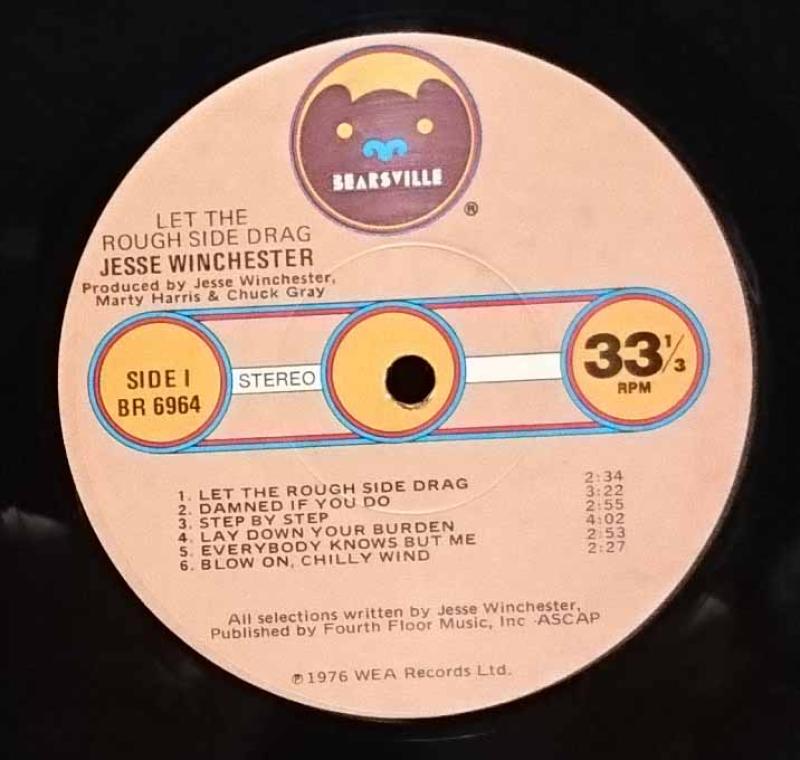 BEARSVILLE
®
LET THE
ROUGH SIDE DRAG
JESSE WINCHESTER
Produced by Jesse Winchester,
Marty Harris & Chuck Gray
SIDE I
BR 6964
STEREO
33 1/3
RPM
1. LET THE ROUGH SIDE DRAG 2:34
2. DAMNED IF YOU DO 3:22
3. STEP BY STEP 2:55
4. LAY DOWN YOUR BURDEN 4:02
5. EVERYBODY KNOWS BUT ME 2:53
6. BLOW ON, CHILLY WIND 2:27
All selections written by Jesse Winchester,
Published by Fourth Floor Music, Inc -ASCAP
℗ 1976 WEA Records Ltd.